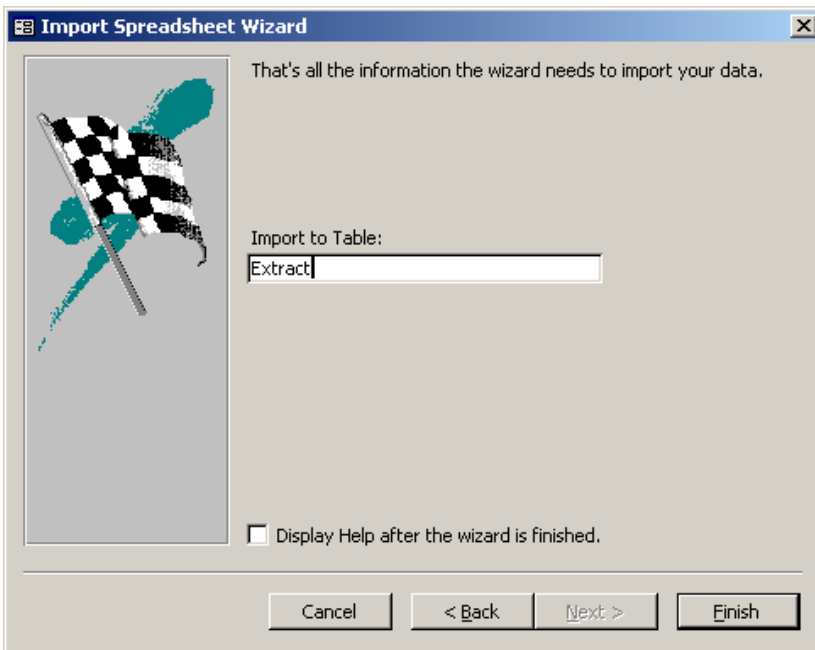 Import Spreadsheet Wizard
That's all the information the wizard needs to import your data.
Import to Table:
Extract
Display Help after the wizard is finished.
Cancel
< Back
Next >
Finish